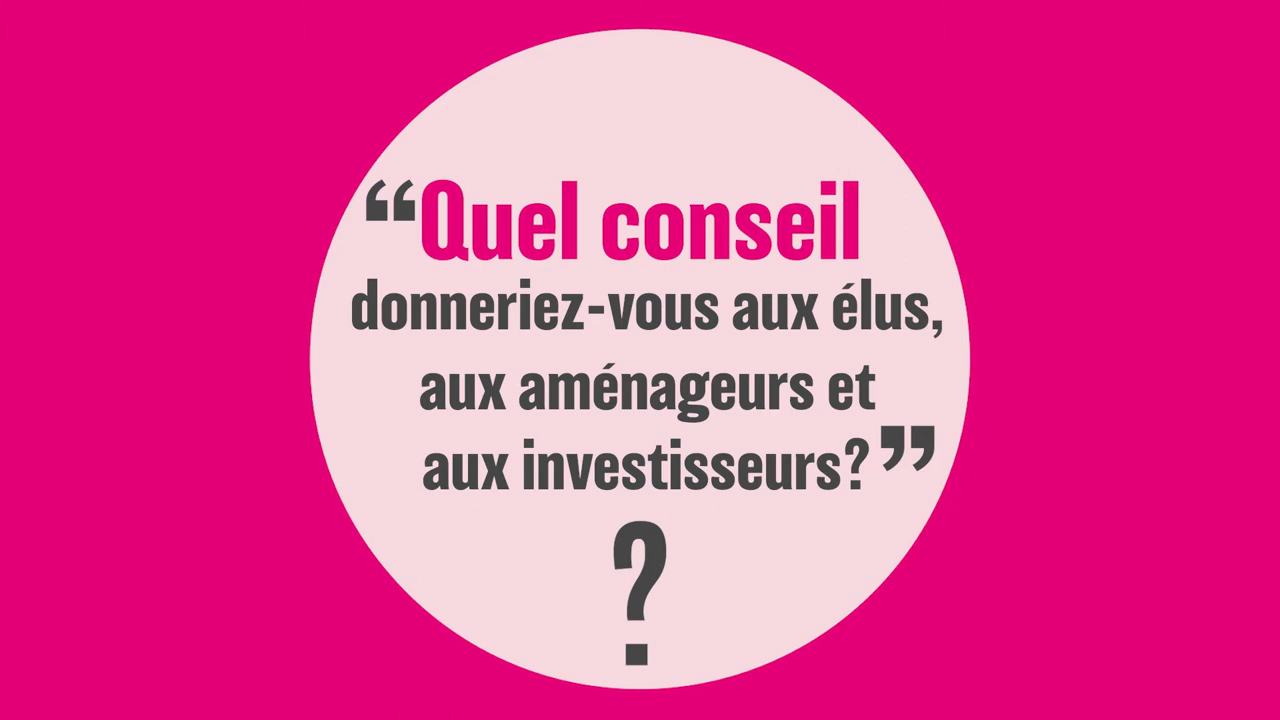 “Quel conseil
donneriez-vous aux élus,
aux aménageurs et
aux investisseurs?”
?